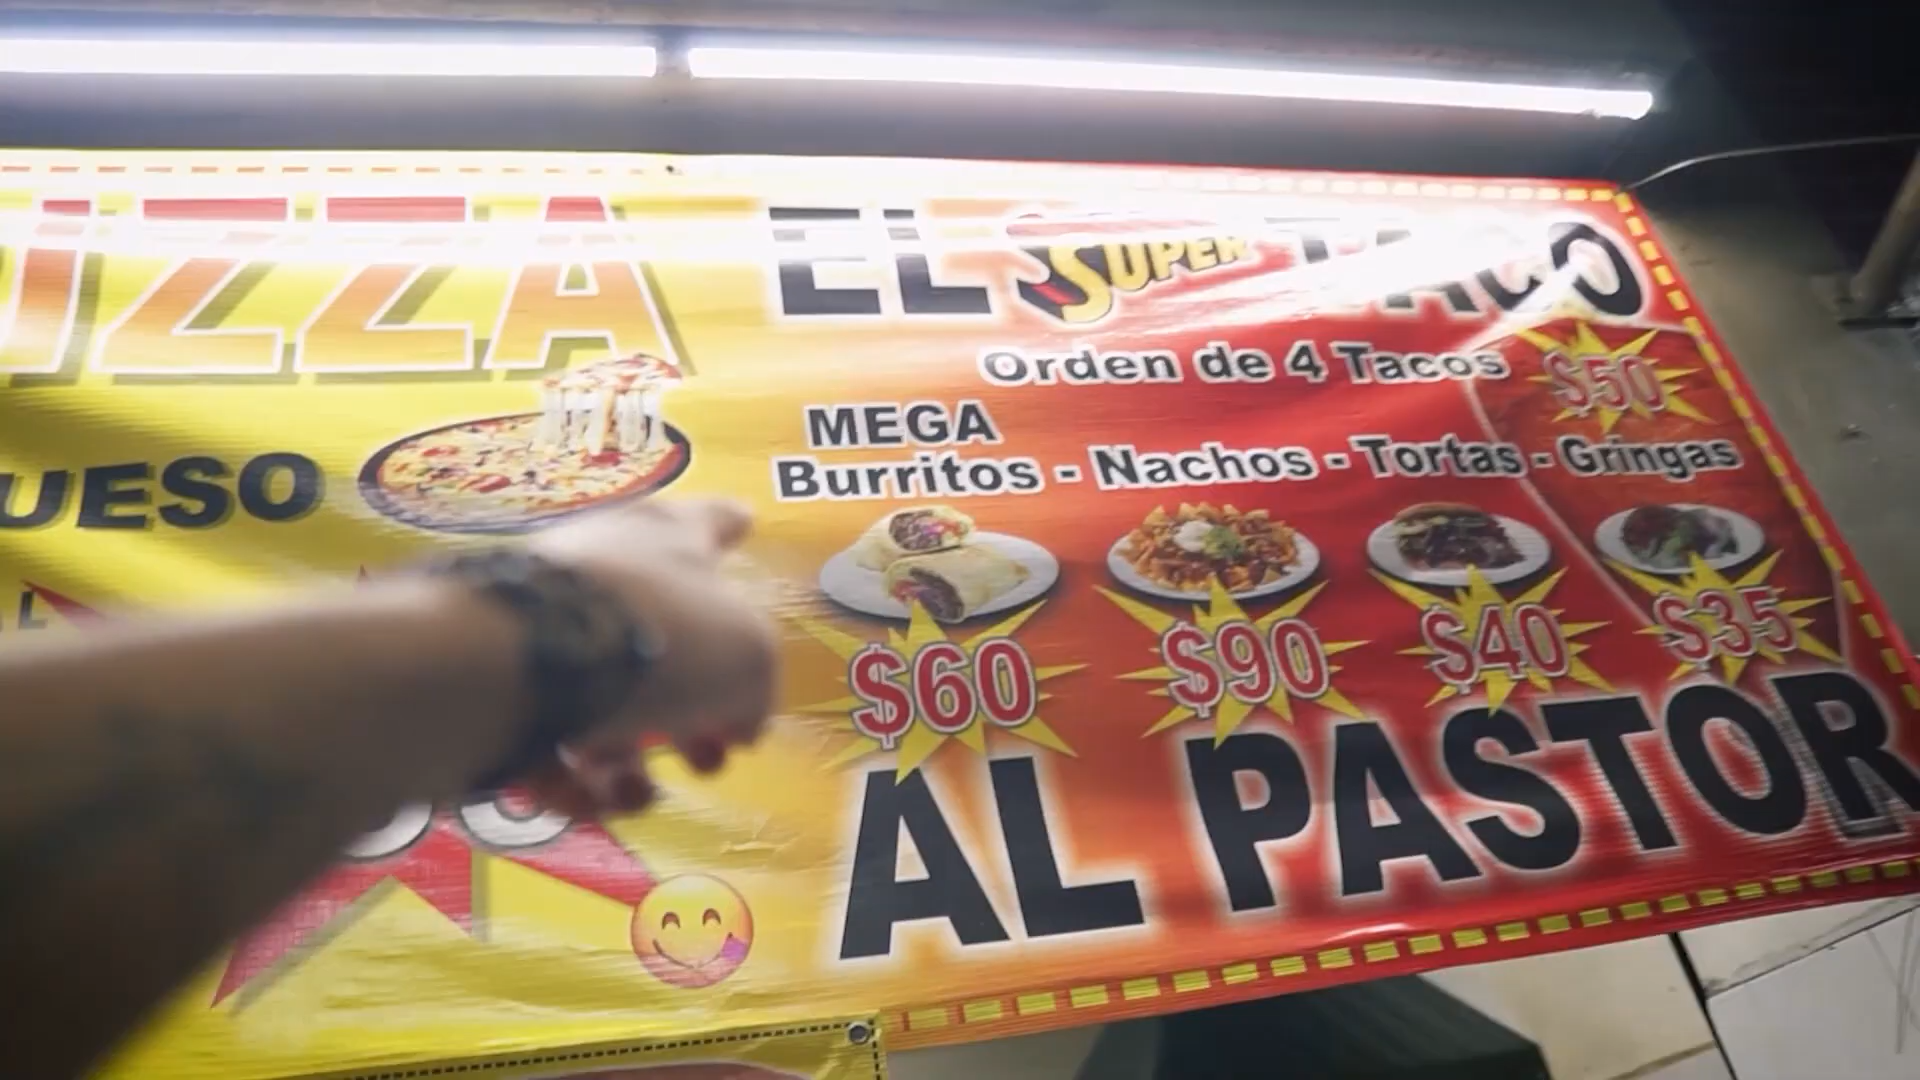 IZZA
UESO
EL SUPER TACO
Orden de 4 Tacos $50
MEGA
Burritos - Nachos - Tortas - Gringas
$60 $90 $40 $35
AL PASTOR